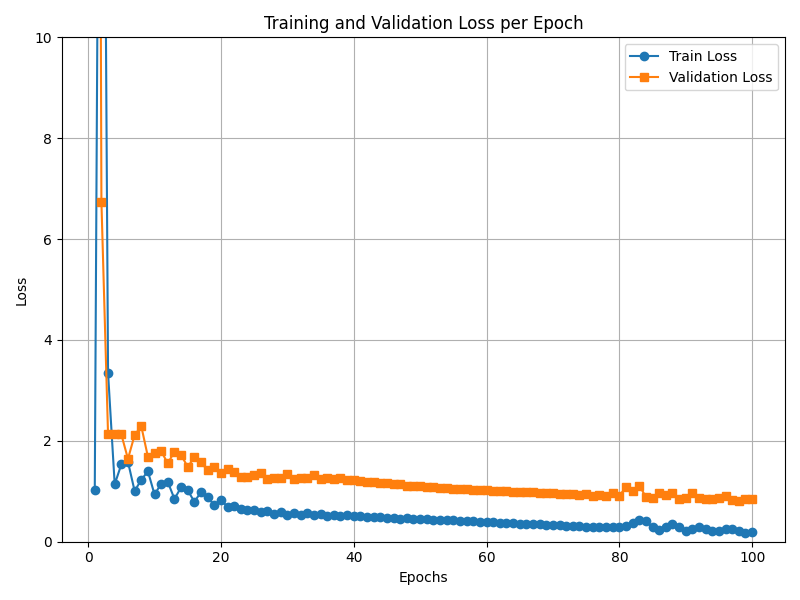 Training and Validation Loss per Epoch
Train Loss
Validation Loss
Loss
10
8
6
4
2
0
0 20 40 60 80 100
Epochs